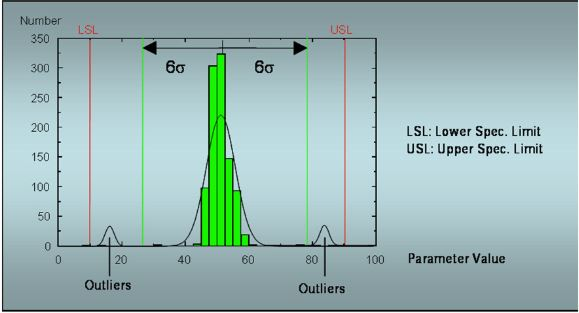 Number
LSL
USL
350
300
250
200
150
100
50
0
6σ
6σ
LSL: Lower Spec. Limit
USL: Upper Spec. Limit
0
20
40
60
80
100
Parameter Value
Outliers
Outliers